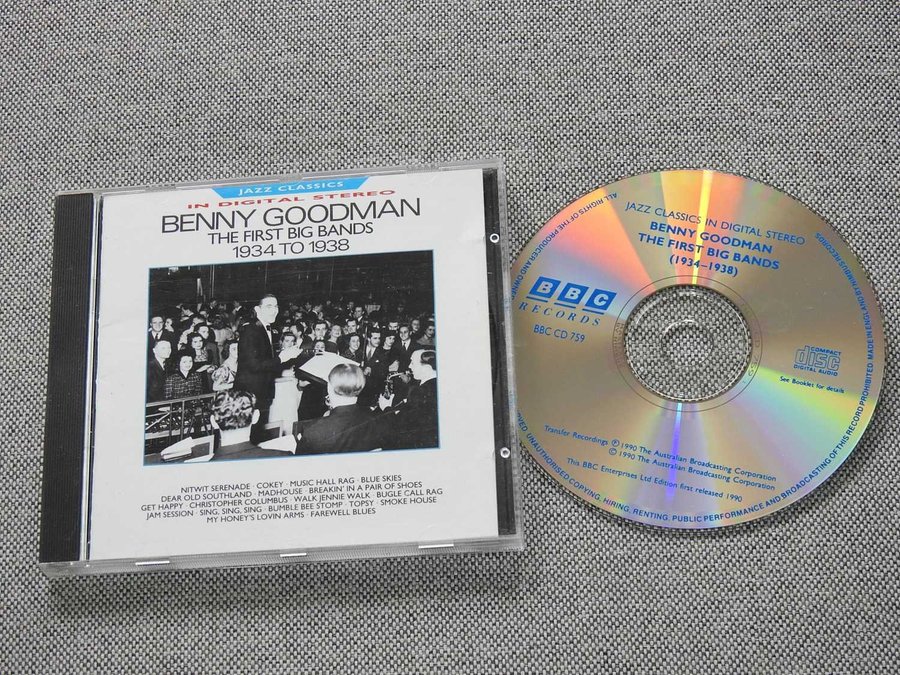 JAZZ CLASSICS
IN DIGITAL STEREO
BENNY GOODMAN
THE FIRST BIG BANDS
1934 TO 1938
NITWIT SERENADE · COKEY · MUSIC HALL RAG · BLUE SKIES
DEAR OLD SOUTHLAND · MADHOUSE · BREAKIN' IN A PAIR OF SHOES
GET HAPPY · CHRISTOPHER COLUMBUS · WALK JENNIE WALK · BUGLE CALL RAG
JAM SESSION · SING, SING, SING · BUMBLE BEE STOMP · TOPSY · SMOKE HOUSE
MY HONEY'S LOVIN ARMS · FAREWELL BLUES
JAZZ CLASSICS IN DIGITAL STEREO
BENNY GOODMAN
THE FIRST BIG BANDS
(1934–1938)
BBC
RECORDS
BBC CD 759
COMPACT
disc
DIGITAL AUDIO
See Booklet for details
Transfer Recordings ℗ 1990 The Australian Broadcasting Corporation
© 1990 The Australian Broadcasting Corporation
This BBC Enterprises Ltd Edition first released 1990
ALL RIGHTS OF THE PRODUCER AND
UNAUTHORISED COPYING, HIRING, RENTING, PUBLIC PERFORMANCE AND BROADCASTING OF THIS RECORD PROHIBITED. MADE IN ENGLAND BY NIMBUS RECORDS